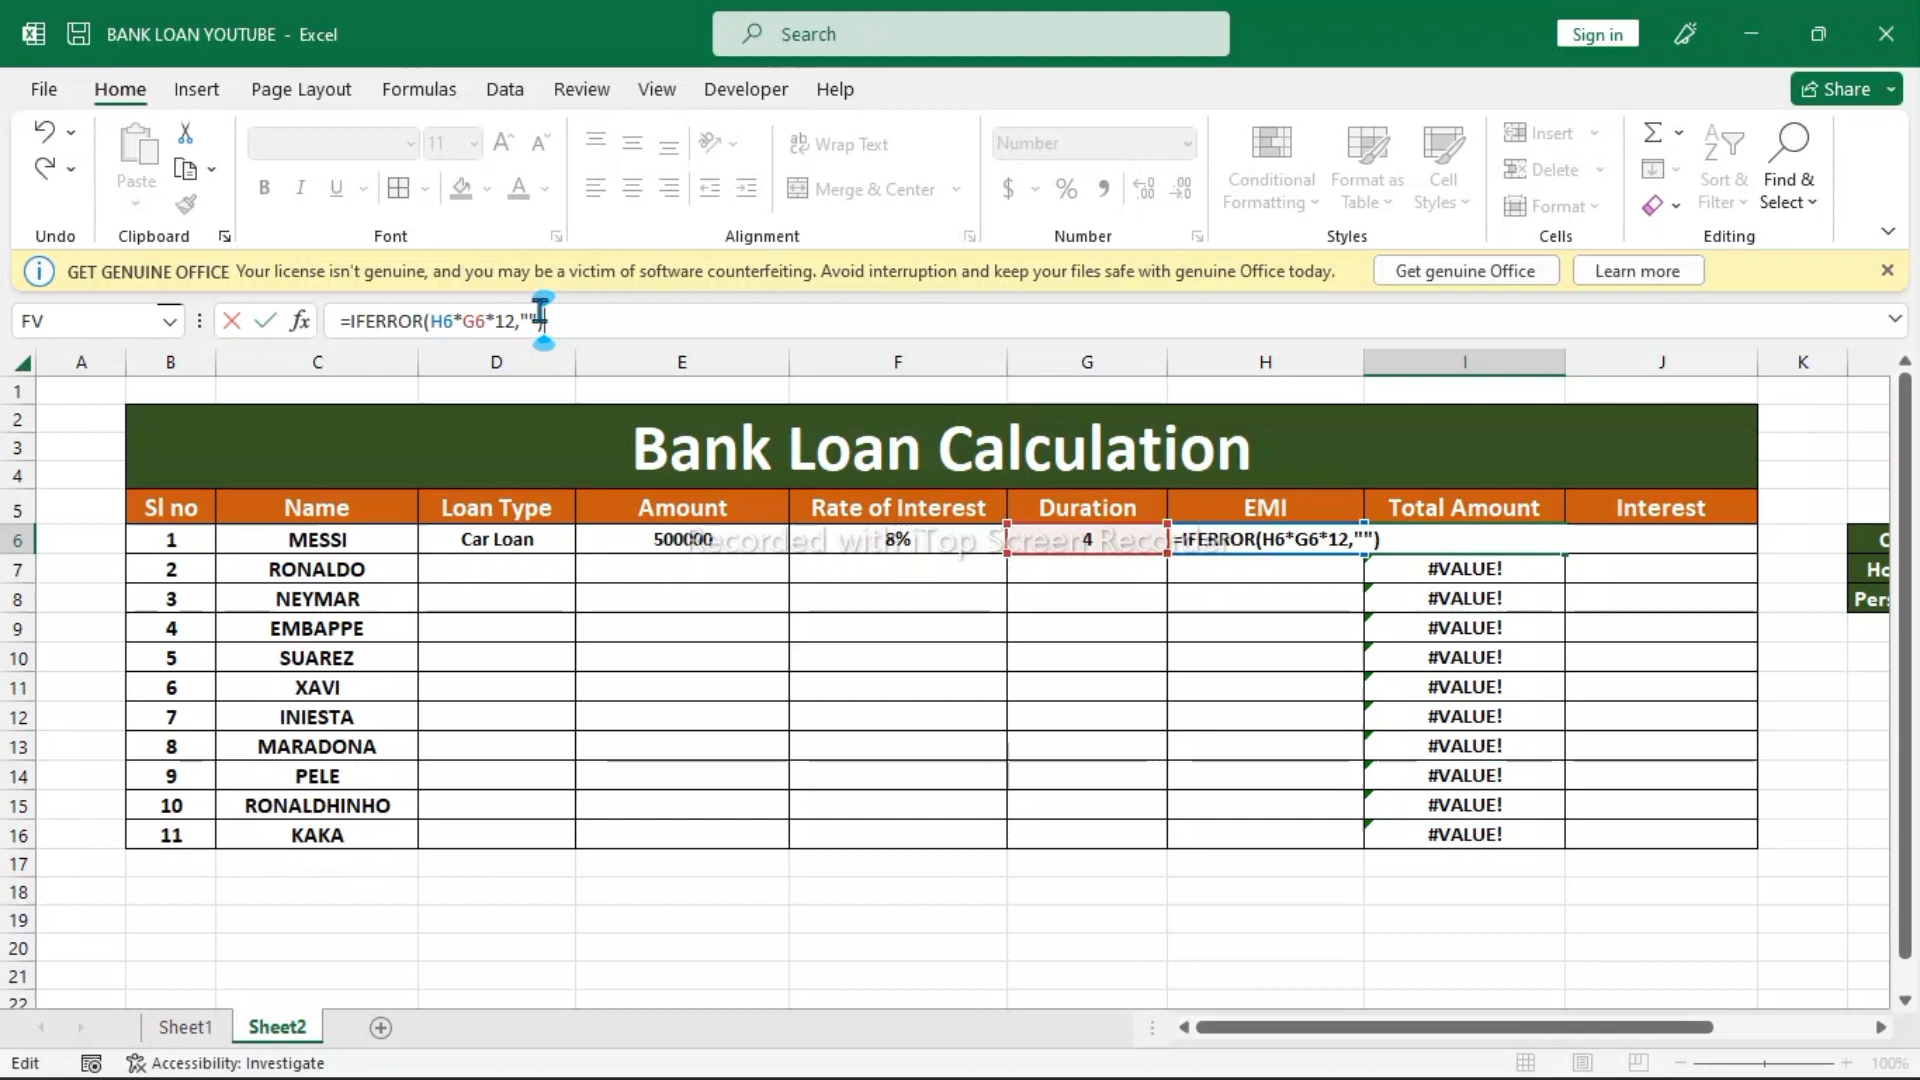 BANK LOAN YOUTUBE - Excel
Search
Sign in
File Home Insert Page Layout Formulas Data Review View Developer Help
Share
11
Wrap Text
Number
Paste
Merge & Center
Conditional Formatting
Format as Table
Cell Styles
Insert
Delete
Format
Sort & Filter
Find & Select
Undo Clipboard Font Alignment Number Styles Cells Editing
GET GENUINE OFFICE Your license isn't genuine, and you may be a victim of software counterfeiting. Avoid interruption and keep your files safe with genuine Office today.
Get genuine Office
Learn more
FV
fx
=IFERROR(H6*G6*12,"")
A B C D E F G H I J K
1
2
3
4
Bank Loan Calculation
5 Sl no Name Loan Type Amount Rate of Interest Duration EMI Total Amount Interest
6 1 MESSI Car Loan 500000 8% 4 =IFERROR(H6*G6*12,"")
Recorded with iTop Screen Recorder
7 2 RONALDO #VALUE! Ho
8 3 NEYMAR #VALUE! Pers
9 4 EMBAPPE #VALUE!
10 5 SUAREZ #VALUE!
11 6 XAVI #VALUE!
12 7 INIESTA #VALUE!
13 8 MARADONA #VALUE!
14 9 PELE #VALUE!
15 10 RONALDHINHO #VALUE!
16 11 KAKA #VALUE!
17
18
19
20
21
22
Sheet1 Sheet2
Edit
Accessibility: Investigate
100%